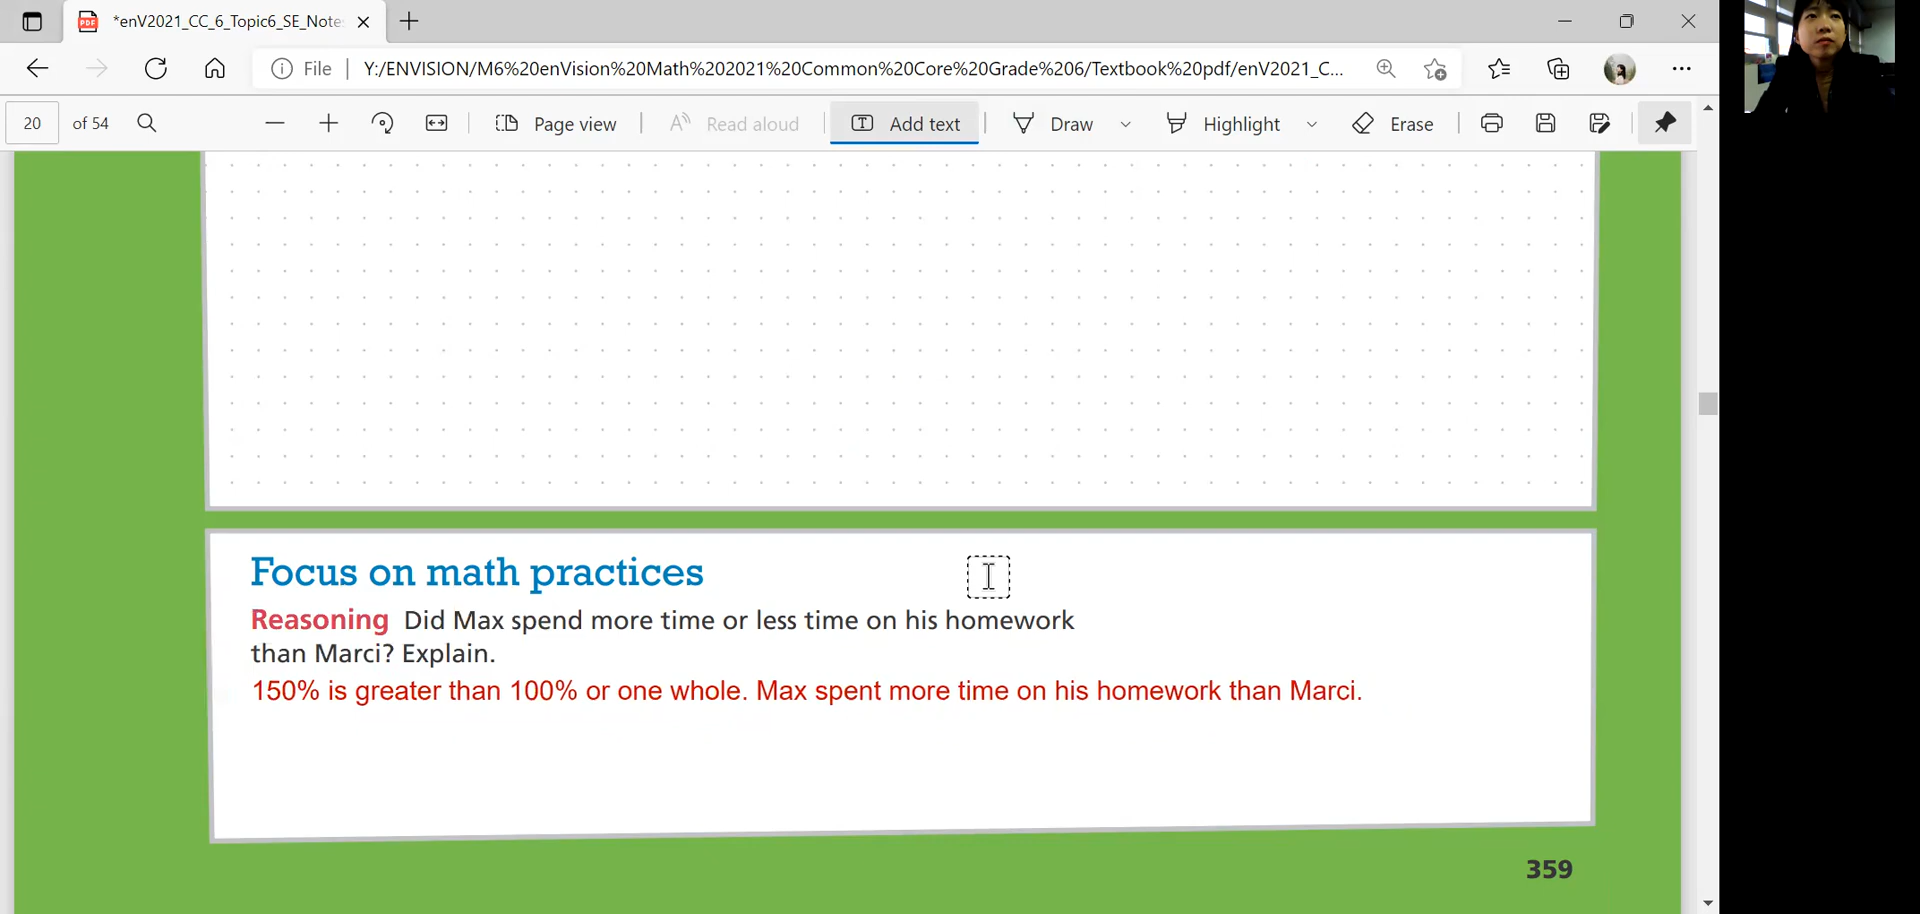 *enV2021_CC_6_Topic6_SE_Note
File
Y:/ENVISION/M6%20enVision%20Math%202021%20Common%20Core%20Grade%206/Textbook%20pdf/enV2021_C...
20 of 54
Page view
Read aloud
Add text
Draw
Highlight
Erase
Focus on math practices
Reasoning Did Max spend more time or less time on his homework
than Marci? Explain.
150% is greater than 100% or one whole. Max spent more time on his homework than Marci.
359